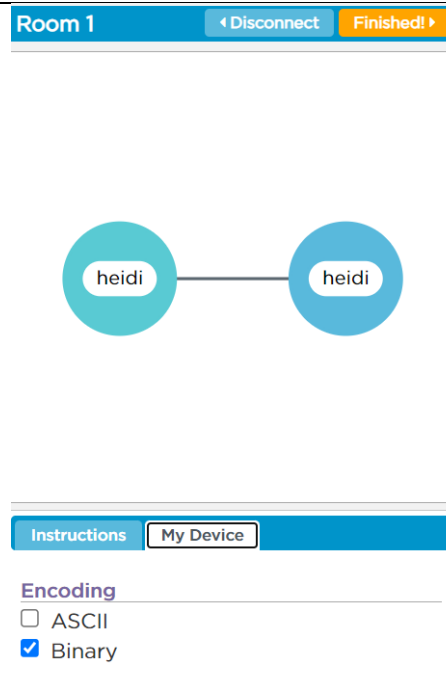 Room 1 Disconnect Finished!
heidi heidi
Instructions My Device
Encoding
ASCII
Binary